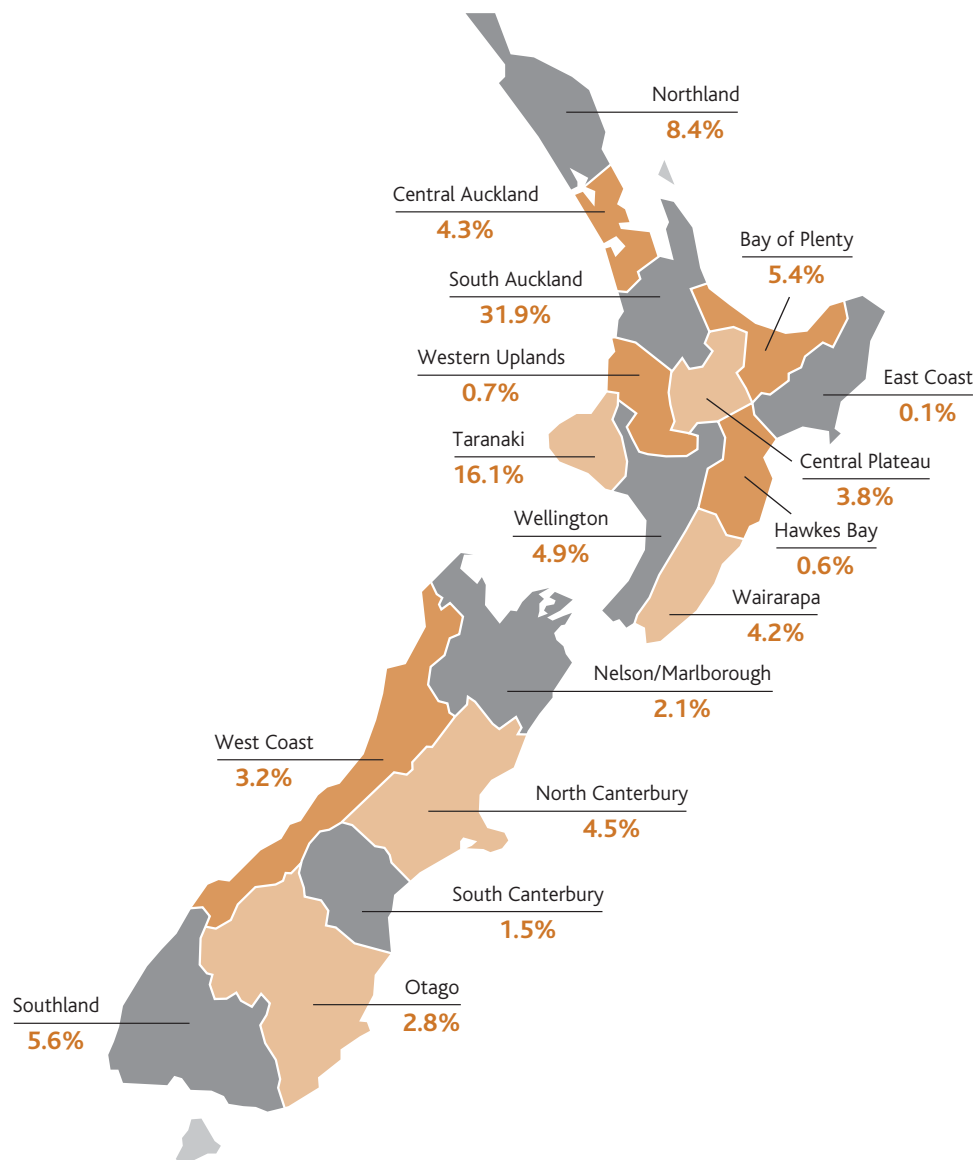 Northland
8.4%
Central Auckland
4.3%
Bay of Plenty
5.4%
South Auckland
31.9%
Western Uplands
0.7%
East Coast
0.1%
Taranaki
16.1%
Central Plateau
3.8%
Wellington
4.9%
Hawkes Bay
0.6%
Wairarapa
4.2%
Nelson/Marlborough
2.1%
West Coast
3.2%
North Canterbury
4.5%
South Canterbury
1.5%
Otago
2.8%
Southland
5.6%